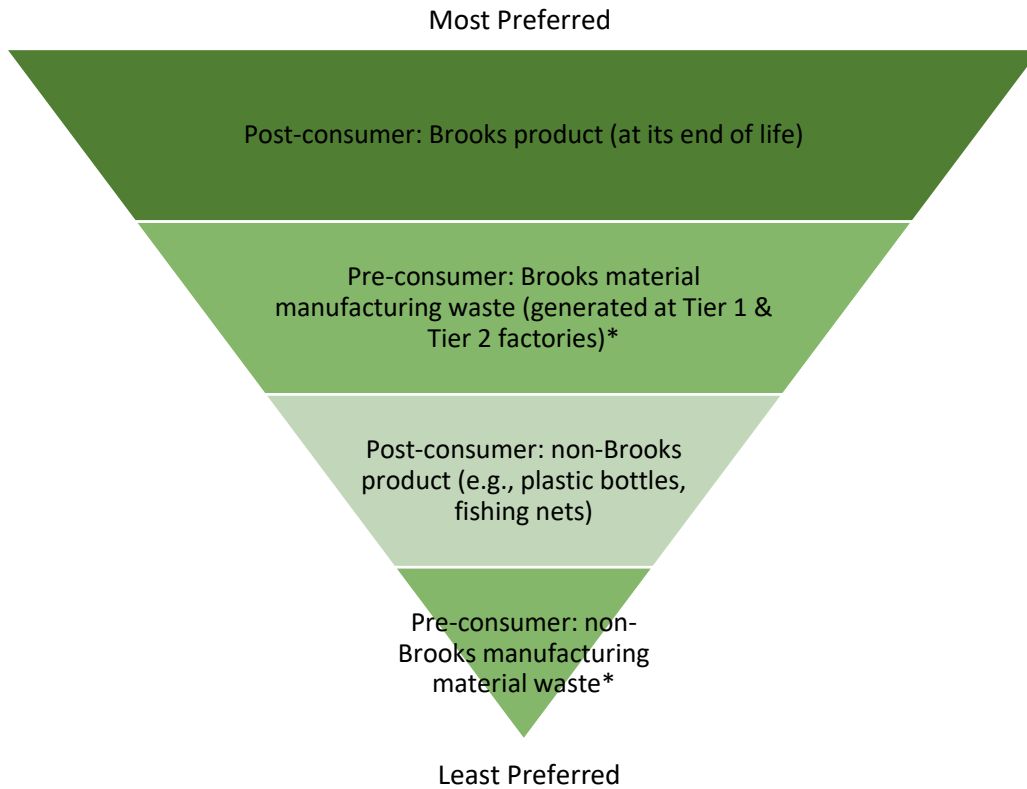 Most Preferred
Post-consumer: Brooks product (at its end of life)
Pre-consumer: Brooks material
manufacturing waste (generated at Tier 1 &
Tier 2 factories)*
Post-consumer: non-Brooks
product (e.g., plastic bottles,
fishing nets)
Pre-consumer: non-
Brooks manufacturing
material waste*
Least Preferred